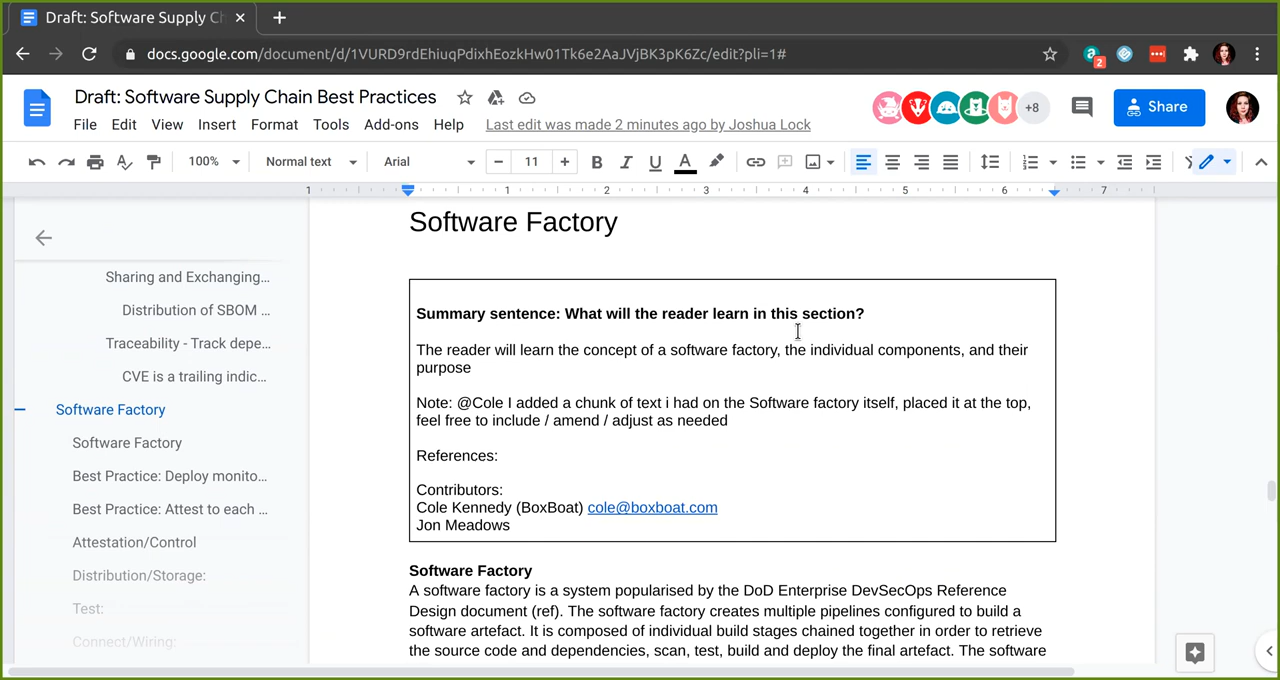 Draft: Software Supply Ch
docs.google.com/document/d/1VURD9rdEhiuqPdixhEozkHw01Tk6e2AaJVjBK3pK6Zc/edit?pli=1#
2
Draft: Software Supply Chain Best Practices
+8
Share
File Edit View Insert Format Tools Add-ons Help Last edit was made 2 minutes ago by Joshua Lock
100% Normal text Arial 11 B I U A
1 1 2 3 4 5 6 7
Sharing and Exchanging...
Distribution of SBOM ...
Traceability - Track depe...
CVE is a trailing indic...
Software Factory
Software Factory
Best Practice: Deploy monito...
Best Practice: Attest to each ...
Attestation/Control
Distribution/Storage:
Test:
Connect/Wiring:
Software Factory
Summary sentence: What will the reader learn in this section?
The reader will learn the concept of a software factory, the individual components, and their
purpose
Note: @Cole I added a chunk of text i had on the Software factory itself, placed it at the top,
feel free to include / amend / adjust as needed
References:
Contributors:
Cole Kennedy (BoxBoat) cole@boxboat.com
Jon Meadows
Software Factory
A software factory is a system popularised by the DoD Enterprise DevSecOps Reference
Design document (ref). The software factory creates multiple pipelines configured to build a
software artefact. It is composed of individual build stages chained together in order to retrieve
the source code and dependencies, scan, test, build and deploy the final artefact. The software